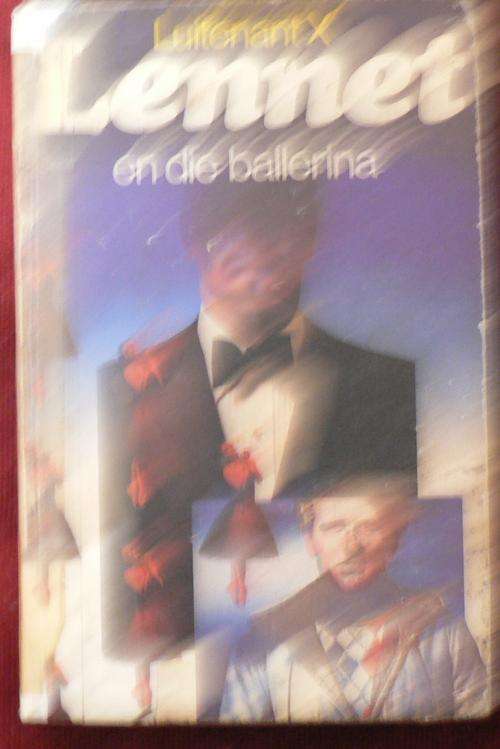 Luitenant X
Lennet
en die ballerina